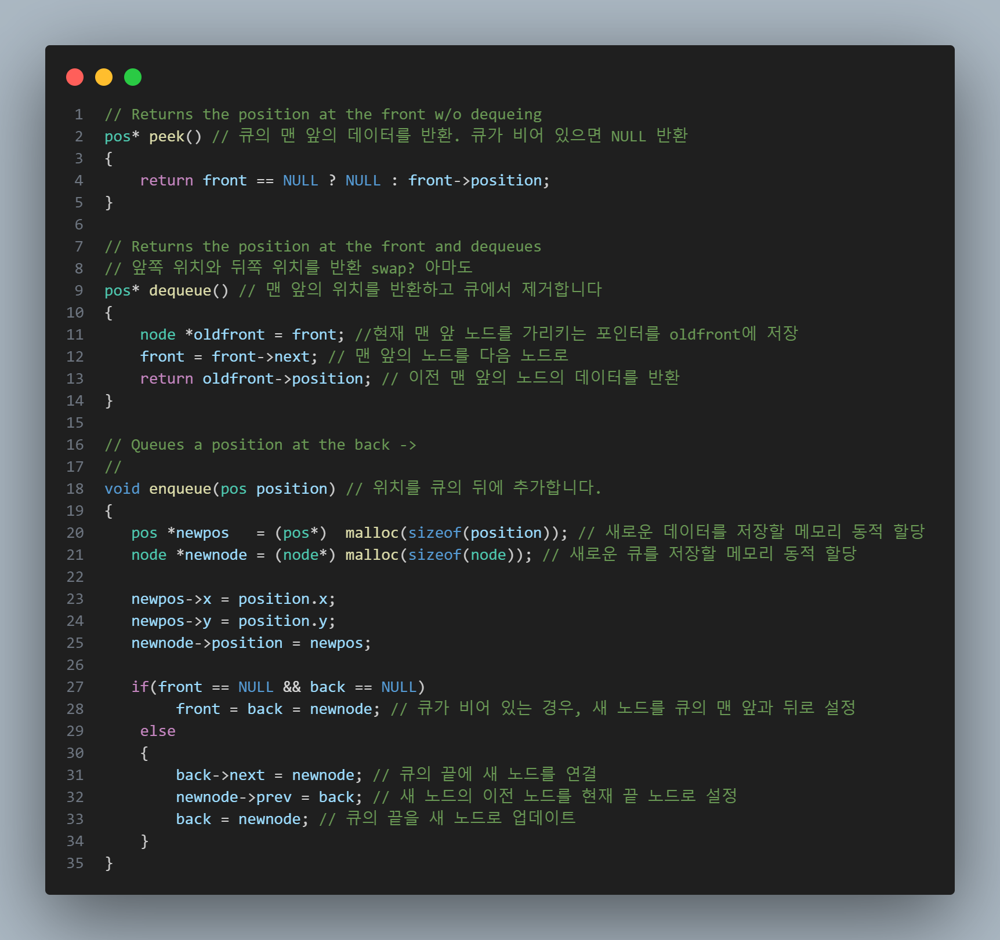 1 // Returns the position at the front w/o dequeing
2 pos* peek() // 큐의 맨 앞의 데이터를 반환. 큐가 비어 있으면 NULL 반환
3 {
4     return front == NULL ? NULL : front->position;
5 }
6
7 // Returns the position at the front and dequeues
8 // 앞쪽 위치와 뒤쪽 위치를 반환 swap? 아마도
9 pos* dequeue() // 맨 앞의 위치를 반환하고 큐에서 제거합니다
10 {
11     node *oldfront = front; //현재 맨 앞 노드를 가리키는 포인터를 oldfront에 저장
12     front = front->next; // 맨 앞의 노드를 다음 노드로
13     return oldfront->position; // 이전 맨 앞의 노드의 데이터를 반환
14 }
15
16 // Queues a position at the back ->
17 //
18 void enqueue(pos position) // 위치를 큐의 뒤에 추가합니다.
19 {
20    pos *newpos   = (pos*)  malloc(sizeof(position)); // 새로운 데이터를 저장할 메모리 동적 할당
21    node *newnode = (node*) malloc(sizeof(node)); // 새로운 큐를 저장할 메모리 동적 할당
22
23    newpos->x = position.x;
24    newpos->y = position.y;
25    newnode->position = newpos;
26
27    if(front == NULL && back == NULL)
28         front = back = newnode; // 큐가 비어 있는 경우, 새 노드를 큐의 맨 앞과 뒤로 설정
29     else
30     {
31         back->next = newnode; // 큐의 끝에 새 노드를 연결
32         newnode->prev = back; // 새 노드의 이전 노드를 현재 끝 노드로 설정
33         back = newnode; // 큐의 끝을 새 노드로 업데이트
34     }
35 }